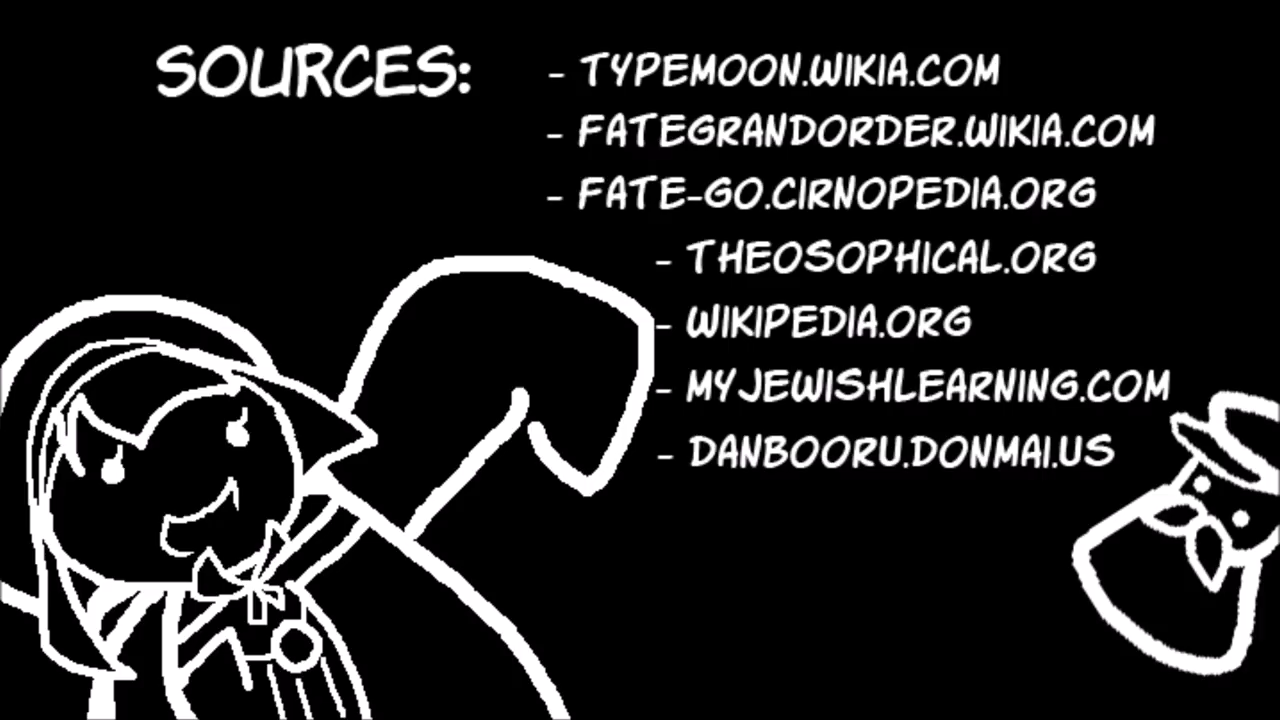 SOURCES:
- TYPEMOON.WIKIA.COM
- FATEGRANDORDER.WIKIA.COM
- FATE-GO.CIRNOPEDIA.ORG
- THEOSOPHICAL.ORG
- WIKIPEDIA.ORG
- MYJEWISHLEARNING.COM
- DANBOORU.DONMAI.US